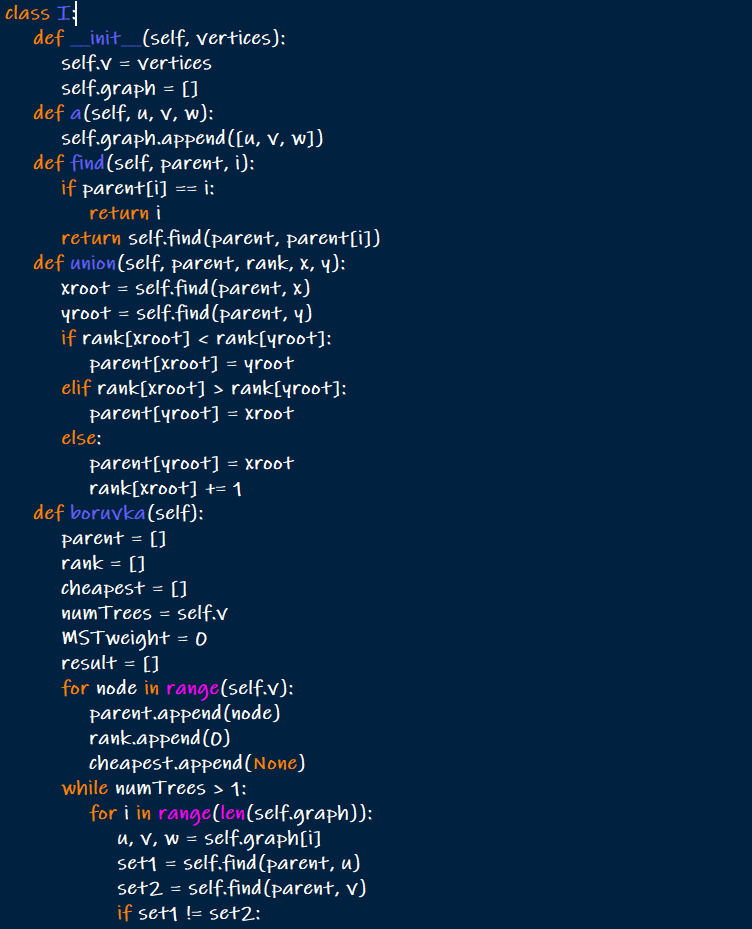 class I:
    def __init__(self, vertices):
        self.v = vertices
        self.graph = []
    def a(self, u, v, w):
        self.graph.append([u, v, w])
    def find(self, parent, i):
        if parent[i] == i:
            return i
        return self.find(parent, parent[i])
    def union(self, parent, rank, x, y):
        xroot = self.find(parent, x)
        yroot = self.find(parent, y)
        if rank[xroot] < rank[yroot]:
            parent[xroot] = yroot
        elif rank[xroot] > rank[yroot]:
            parent[yroot] = xroot
        else:
            parent[yroot] = xroot
            rank[xroot] += 1
    def boruvka(self):
        parent = []
        rank = []
        cheapest = []
        numTrees = self.v
        MSTweight = 0
        result = []
        for node in range(self.v):
            parent.append(node)
            rank.append(0)
            cheapest.append(None)
        while numTrees > 1:
            for i in range(len(self.graph)):
                u, v, w = self.graph[i]
                set1 = self.find(parent, u)
                set2 = self.find(parent, v)
                if set1 != set2: